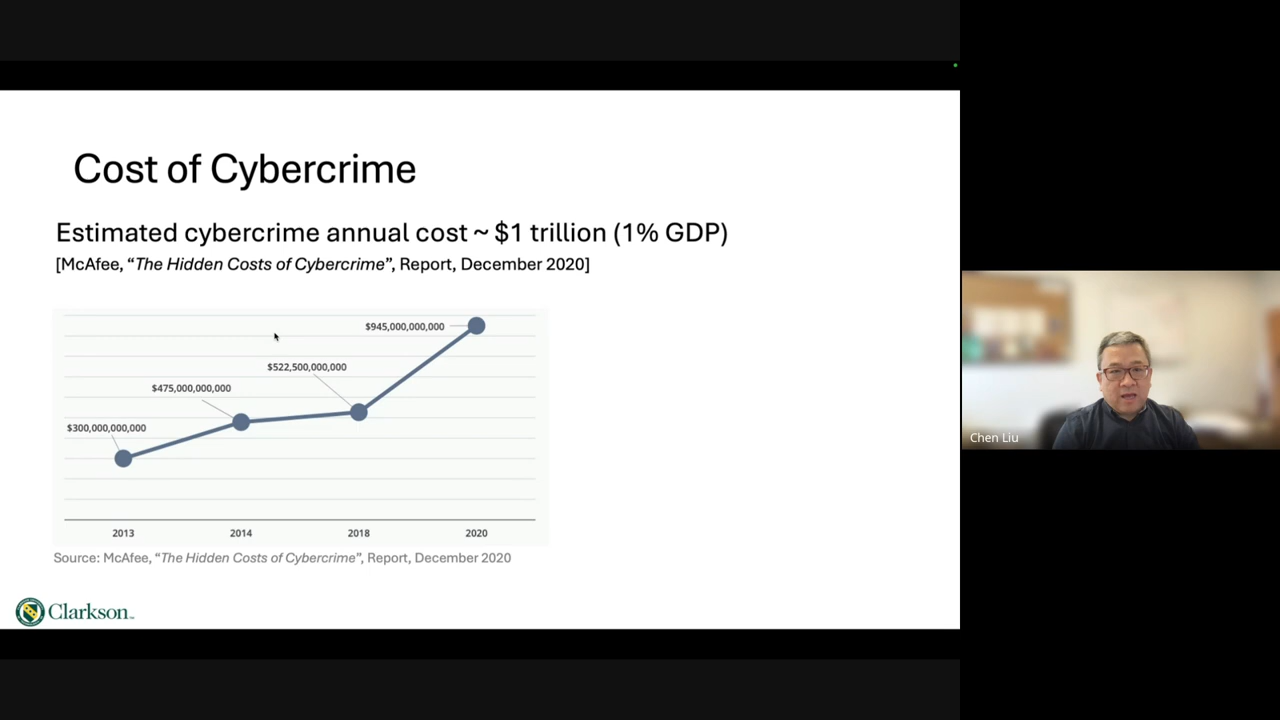 Cost of Cybercrime
Estimated cybercrime annual cost ~ $1 trillion (1% GDP)
[McAfee, “The Hidden Costs of Cybercrime”, Report, December 2020]
$945,000,000,000
$522,500,000,000
$475,000,000,000
$300,000,000,000
2013 2014 2018 2020
Source: McAfee, “The Hidden Costs of Cybercrime”, Report, December 2020
Clarkson
Chen Liu